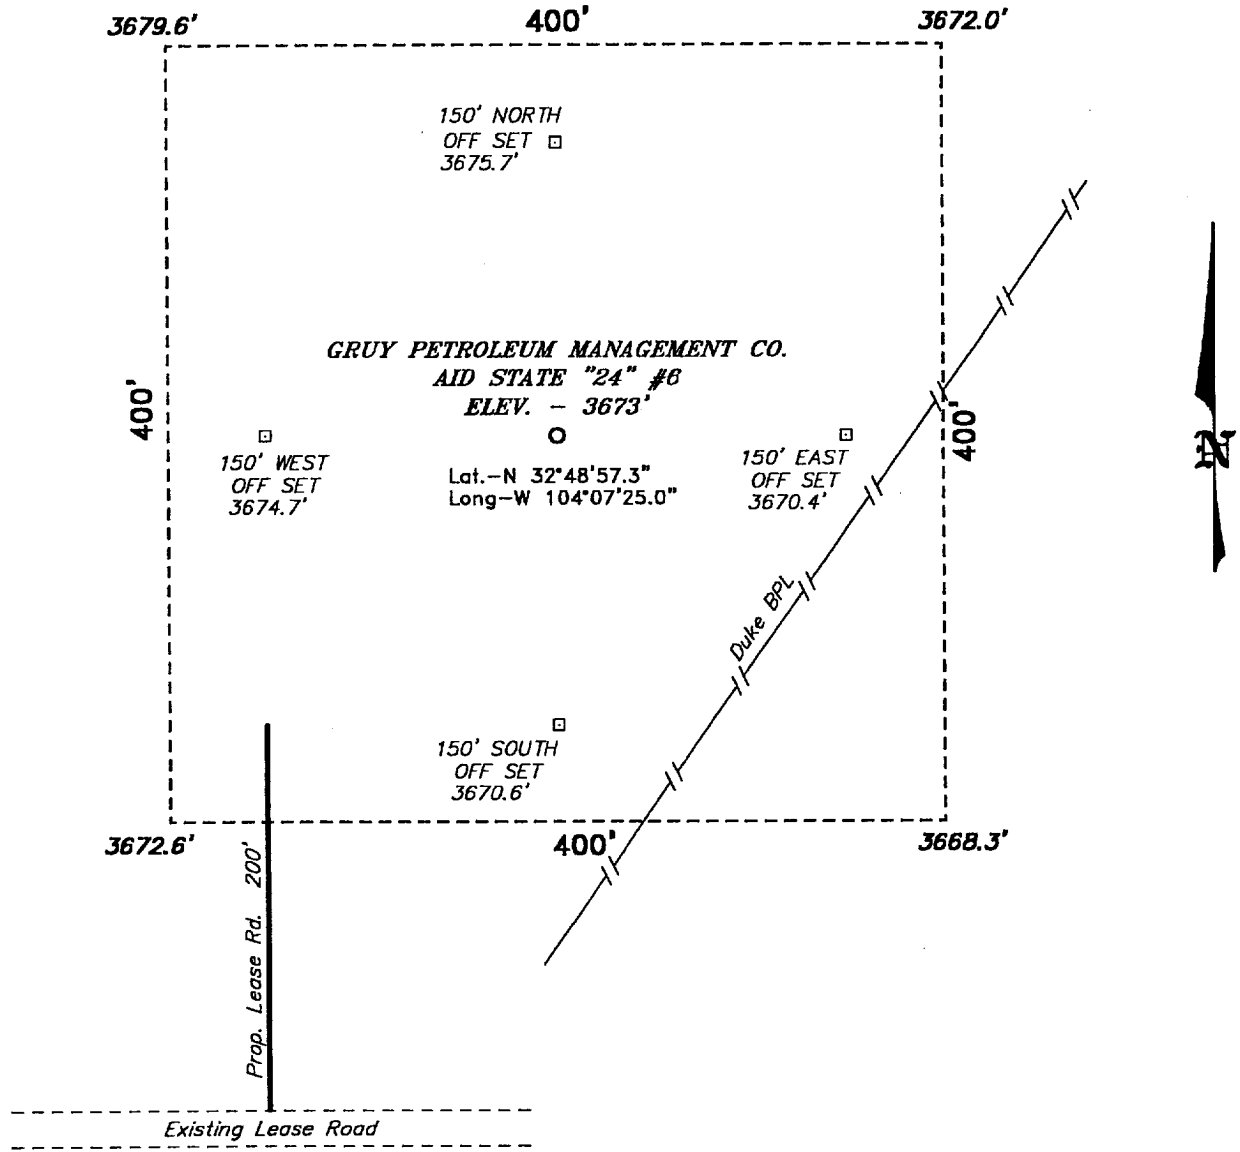 3679.6'
400'
3672.0'
150' NORTH
OFF SET
3675.7'
GRUY PETROLEUM MANAGEMENT CO.
AID STATE "24" #6
ELEV. - 3673'
400'
400'
150' WEST
OFF SET
3674.7'
Lat.-N 32°48'57.3"
Long-W 104°07'25.0"
150' EAST
OFF SET
3670.4'
N
Duke BPL
150' SOUTH
OFF SET
3670.6'
3672.6'
400'
3668.3'
Prop. Lease Rd. 200'
Existing Lease Road